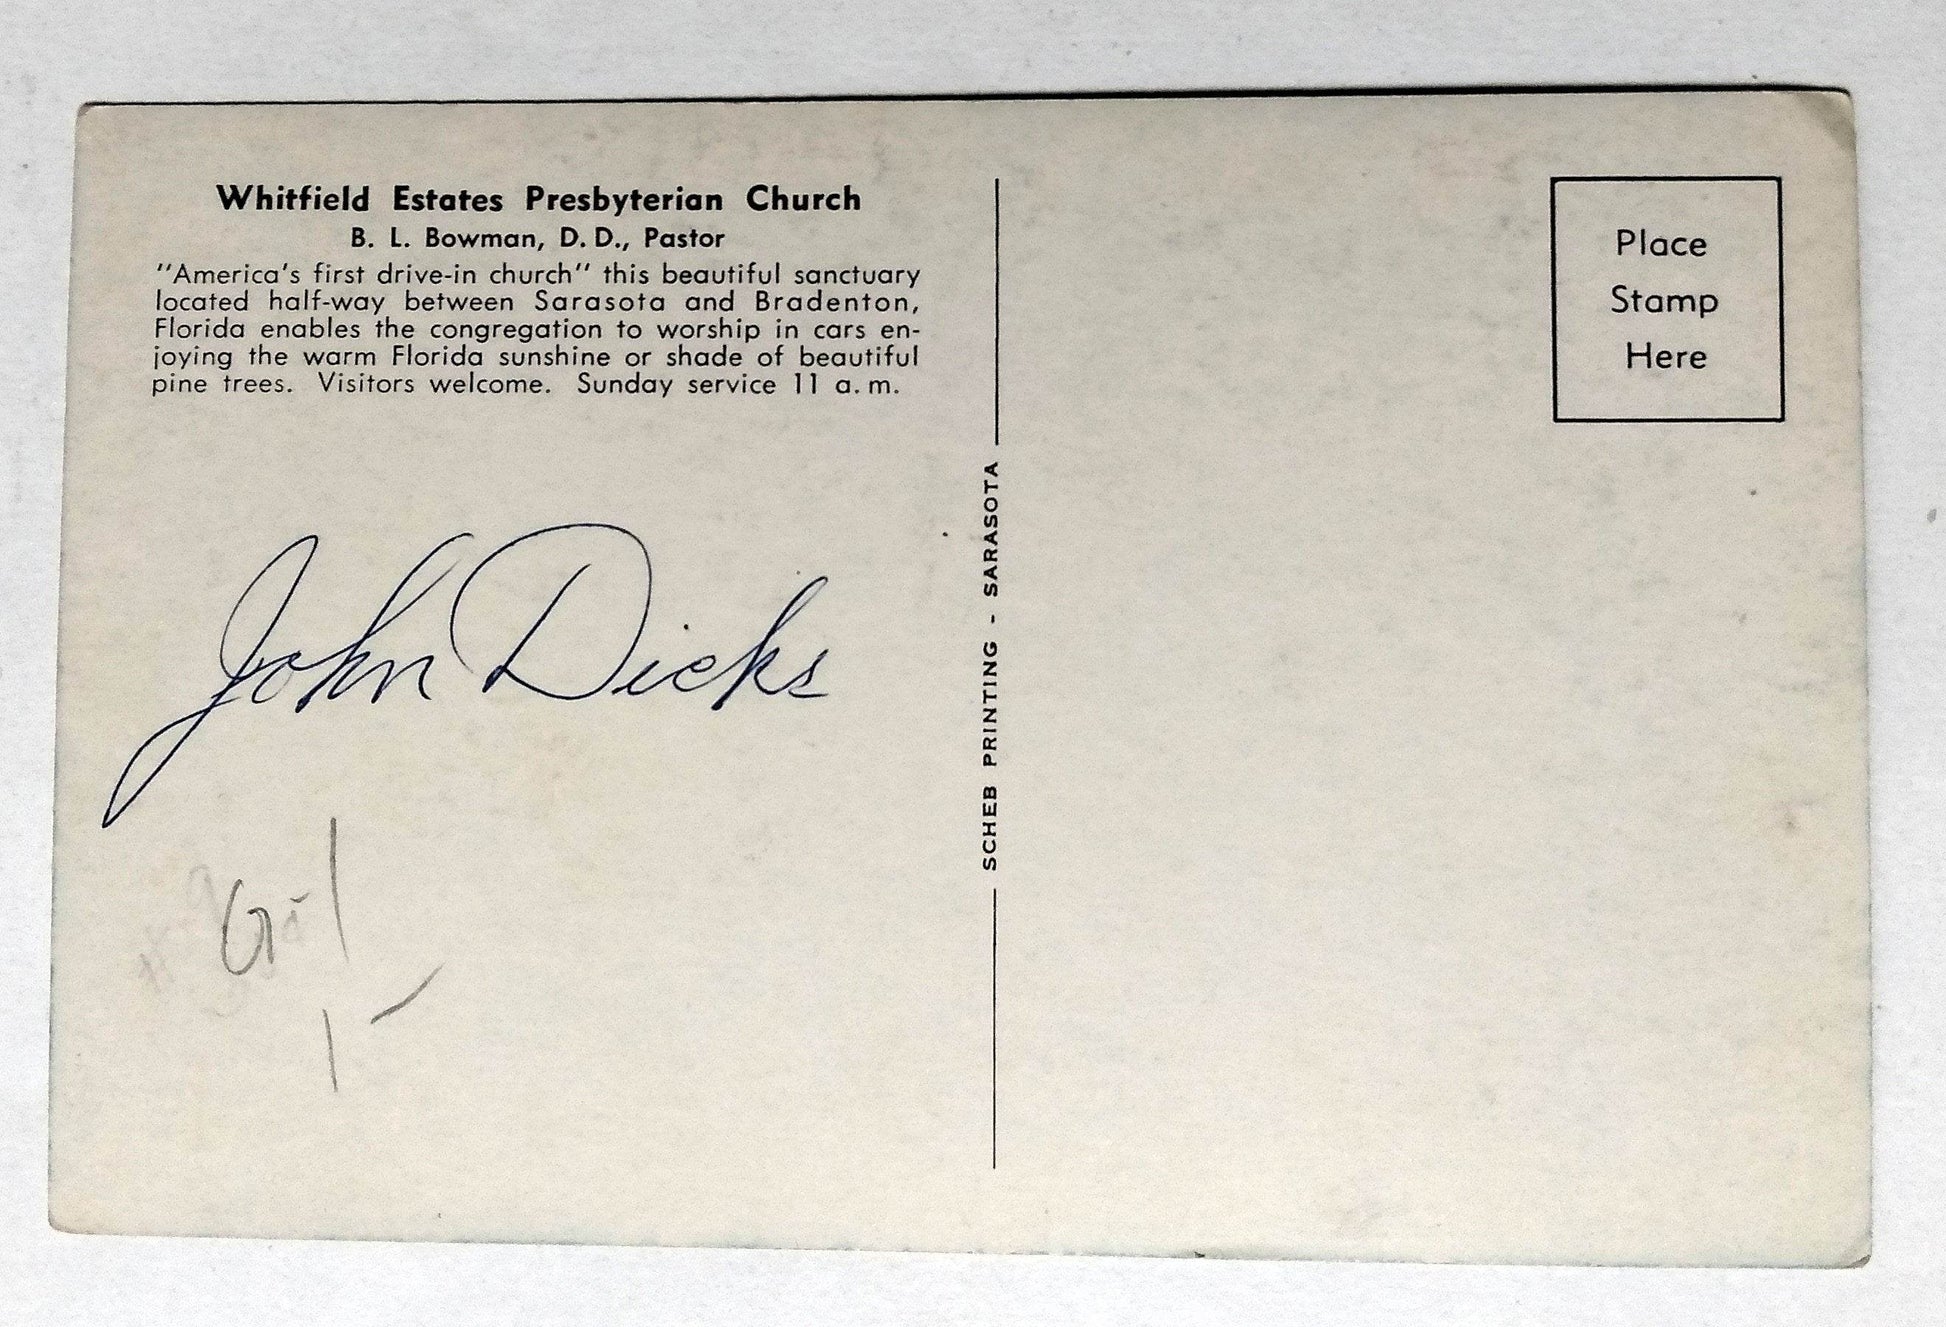 Whitfield Estates Presbyterian Church
B. L. Bowman, D. D., Pastor
"America's first drive-in church" this beautiful sanctuary
located half-way between Sarasota and Bradenton,
Florida enables the congregation to worship in cars en-
joying the warm Florida sunshine or shade of beautiful
pine trees. Visitors welcome. Sunday service 11 a. m.
John Dicks
SCHEB PRINTING - SARASOTA
Place
Stamp
Here